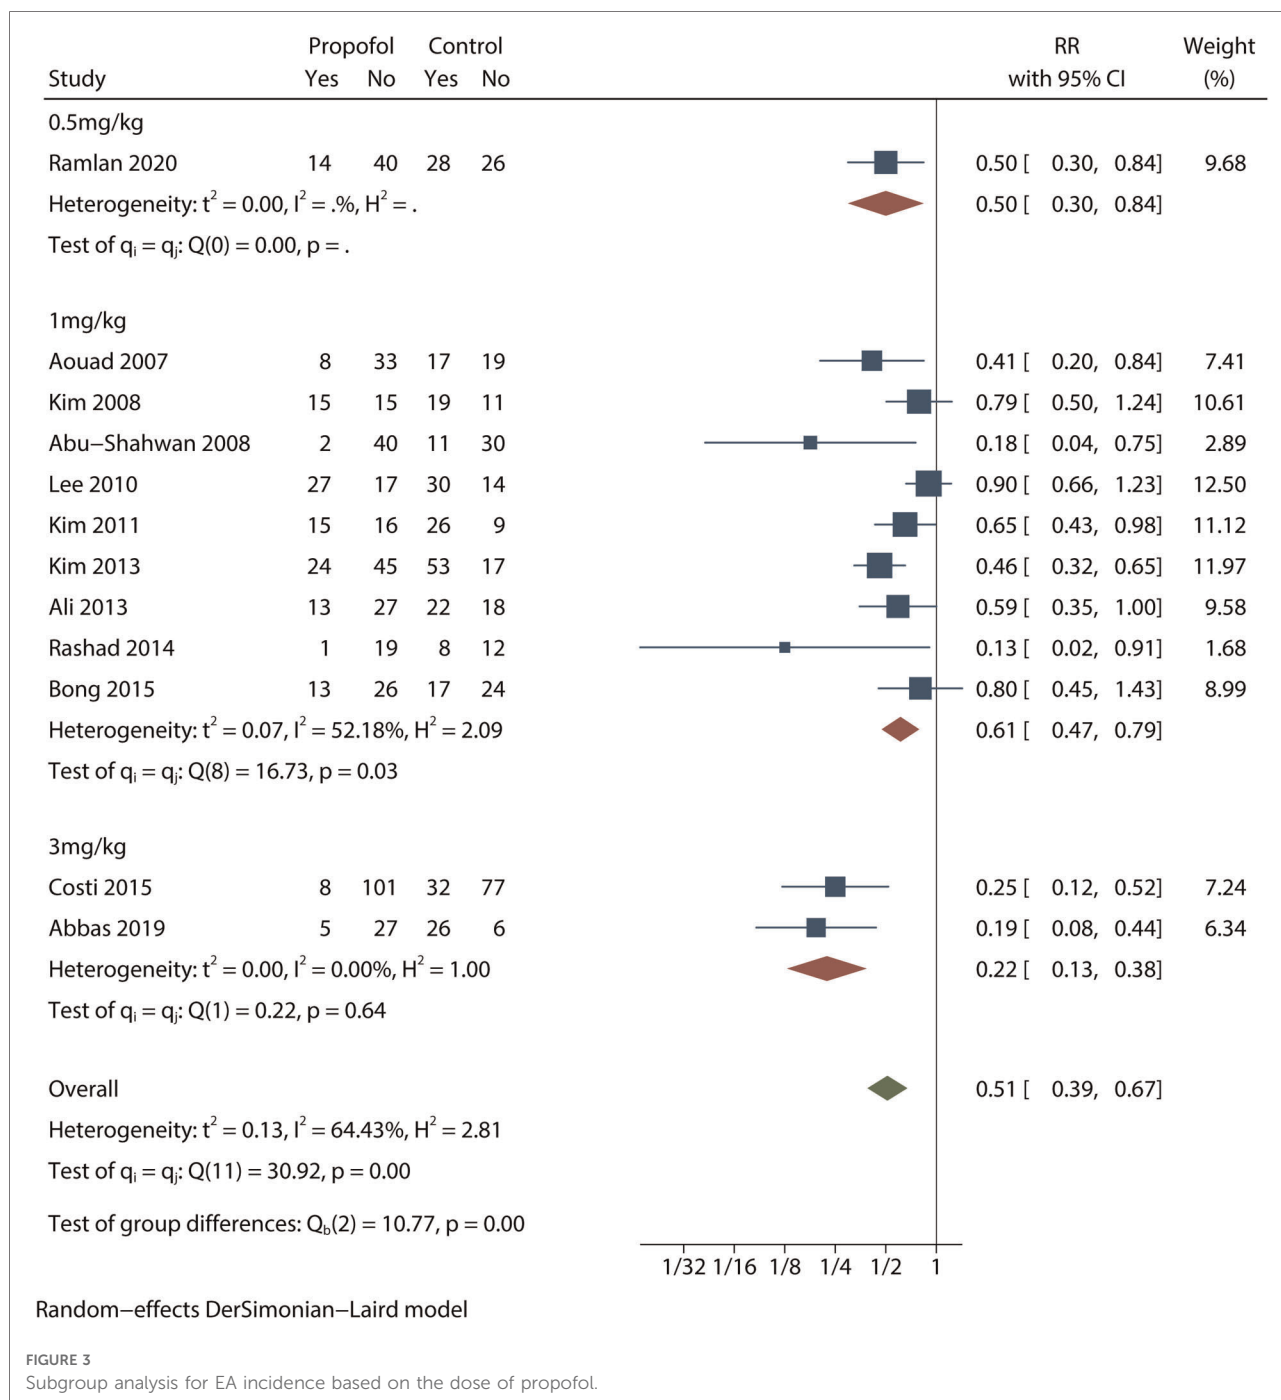 Propofol Control RR Weight
Study Yes No Yes No with 95% CI (%)
0.5mg/kg
Ramlan 2020 14 40 28 26 0.50 [ 0.30, 0.84] 9.68
Heterogeneity: t² = 0.00, I² = .%, H² = . 0.50 [ 0.30, 0.84]
Test of qᵢ = qⱼ: Q(0) = 0.00, p = .
1mg/kg
Aouad 2007 8 33 17 19 0.41 [ 0.20, 0.84] 7.41
Kim 2008 15 15 19 11 0.79 [ 0.50, 1.24] 10.61
Abu−Shahwan 2008 2 40 11 30 0.18 [ 0.04, 0.75] 2.89
Lee 2010 27 17 30 14 0.90 [ 0.66, 1.23] 12.50
Kim 2011 15 16 26 9 0.65 [ 0.43, 0.98] 11.12
Kim 2013 24 45 53 17 0.46 [ 0.32, 0.65] 11.97
Ali 2013 13 27 22 18 0.59 [ 0.35, 1.00] 9.58
Rashad 2014 1 19 8 12 0.13 [ 0.02, 0.91] 1.68
Bong 2015 13 26 17 24 0.80 [ 0.45, 1.43] 8.99
Heterogeneity: t² = 0.07, I² = 52.18%, H² = 2.09 0.61 [ 0.47, 0.79]
Test of qᵢ = qⱼ: Q(8) = 16.73, p = 0.03
3mg/kg
Costi 2015 8 101 32 77 0.25 [ 0.12, 0.52] 7.24
Abbas 2019 5 27 26 6 0.19 [ 0.08, 0.44] 6.34
Heterogeneity: t² = 0.00, I² = 0.00%, H² = 1.00 0.22 [ 0.13, 0.38]
Test of qᵢ = qⱼ: Q(1) = 0.22, p = 0.64
Overall 0.51 [ 0.39, 0.67]
Heterogeneity: t² = 0.13, I² = 64.43%, H² = 2.81
Test of qᵢ = qⱼ: Q(11) = 30.92, p = 0.00
Test of group differences: Q_b(2) = 10.77, p = 0.00
1/32 1/16 1/8 1/4 1/2 1
Random−effects DerSimonian−Laird model
FIGURE 3
Subgroup analysis for EA incidence based on the dose of propofol.